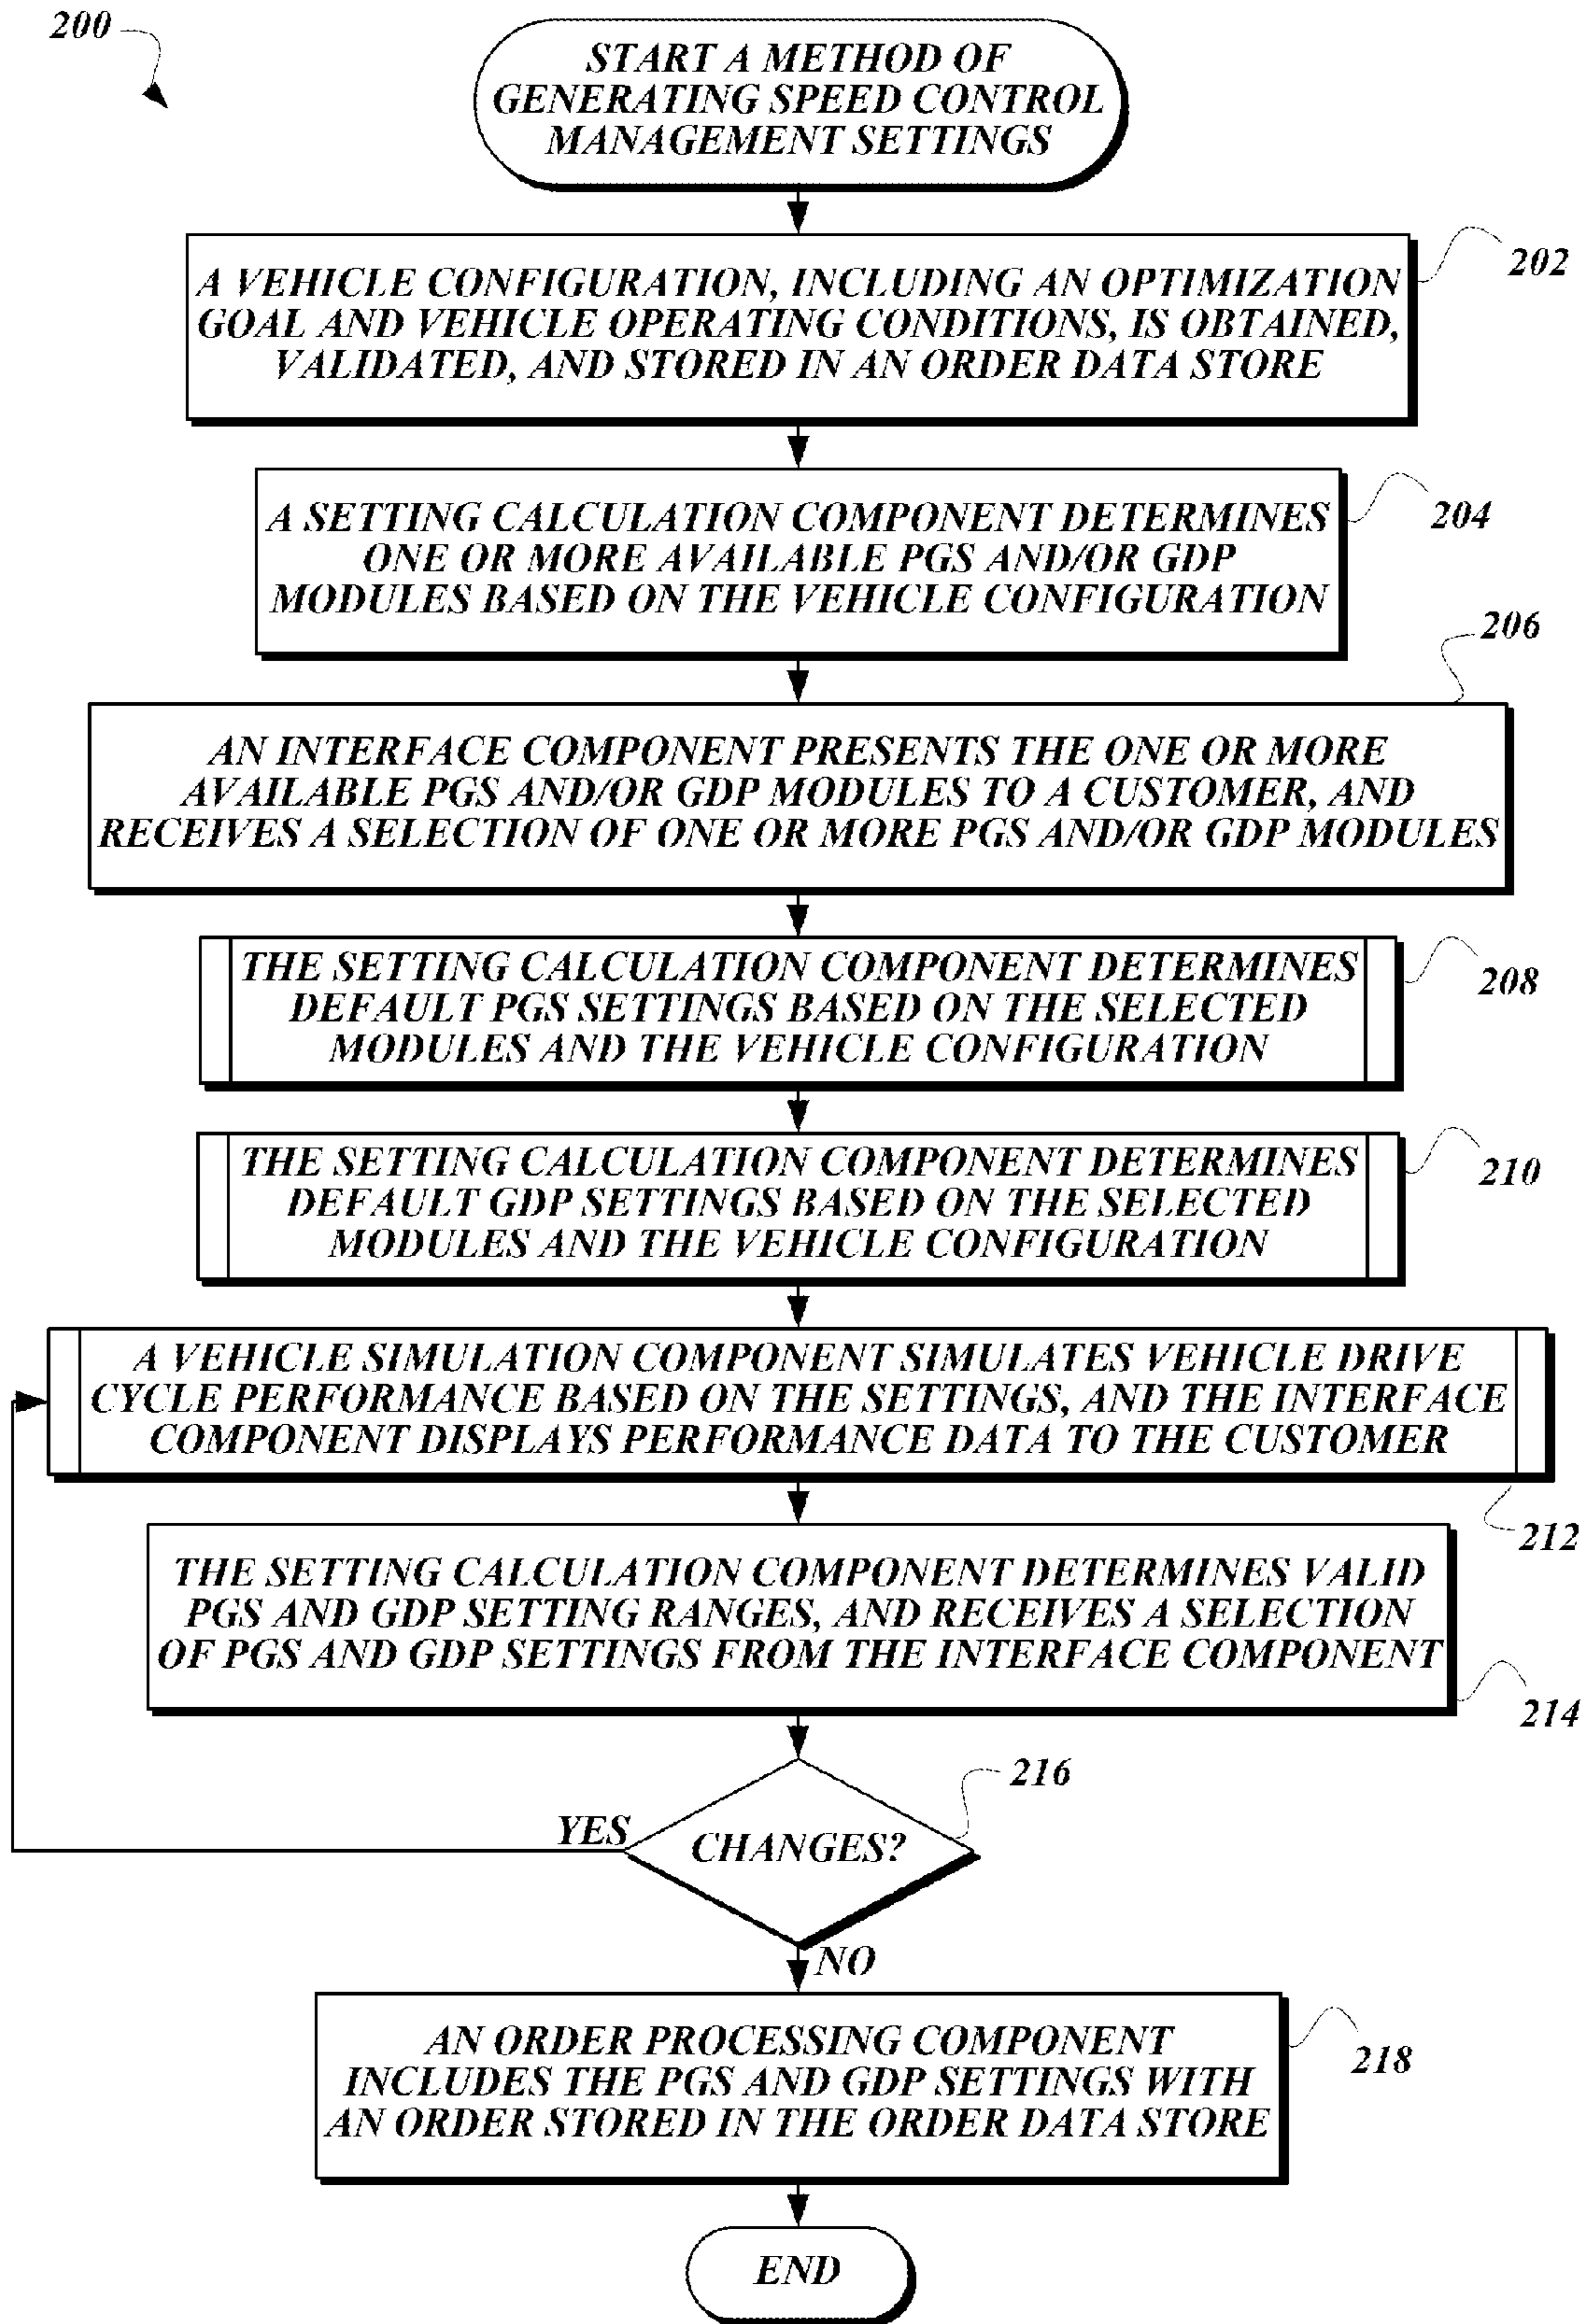 200
START A METHOD OF
GENERATING SPEED CONTROL
MANAGEMENT SETTINGS
A VEHICLE CONFIGURATION, INCLUDING AN OPTIMIZATION
GOAL AND VEHICLE OPERATING CONDITIONS, IS OBTAINED,
VALIDATED, AND STORED IN AN ORDER DATA STORE
202
A SETTING CALCULATION COMPONENT DETERMINES
ONE OR MORE AVAILABLE PGS AND/OR GDP
MODULES BASED ON THE VEHICLE CONFIGURATION
204
206
AN INTERFACE COMPONENT PRESENTS THE ONE OR MORE
AVAILABLE PGS AND/OR GDP MODULES TO A CUSTOMER, AND
RECEIVES A SELECTION OF ONE OR MORE PGS AND/OR GDP MODULES
THE SETTING CALCULATION COMPONENT DETERMINES
DEFAULT PGS SETTINGS BASED ON THE SELECTED
MODULES AND THE VEHICLE CONFIGURATION
208
THE SETTING CALCULATION COMPONENT DETERMINES
DEFAULT GDP SETTINGS BASED ON THE SELECTED
MODULES AND THE VEHICLE CONFIGURATION
210
A VEHICLE SIMULATION COMPONENT SIMULATES VEHICLE DRIVE
CYCLE PERFORMANCE BASED ON THE SETTINGS, AND THE INTERFACE
COMPONENT DISPLAYS PERFORMANCE DATA TO THE CUSTOMER
212
THE SETTING CALCULATION COMPONENT DETERMINES VALID
PGS AND GDP SETTING RANGES, AND RECEIVES A SELECTION
OF PGS AND GDP SETTINGS FROM THE INTERFACE COMPONENT
214
216
YES
CHANGES?
NO
AN ORDER PROCESSING COMPONENT
INCLUDES THE PGS AND GDP SETTINGS WITH
AN ORDER STORED IN THE ORDER DATA STORE
218
END